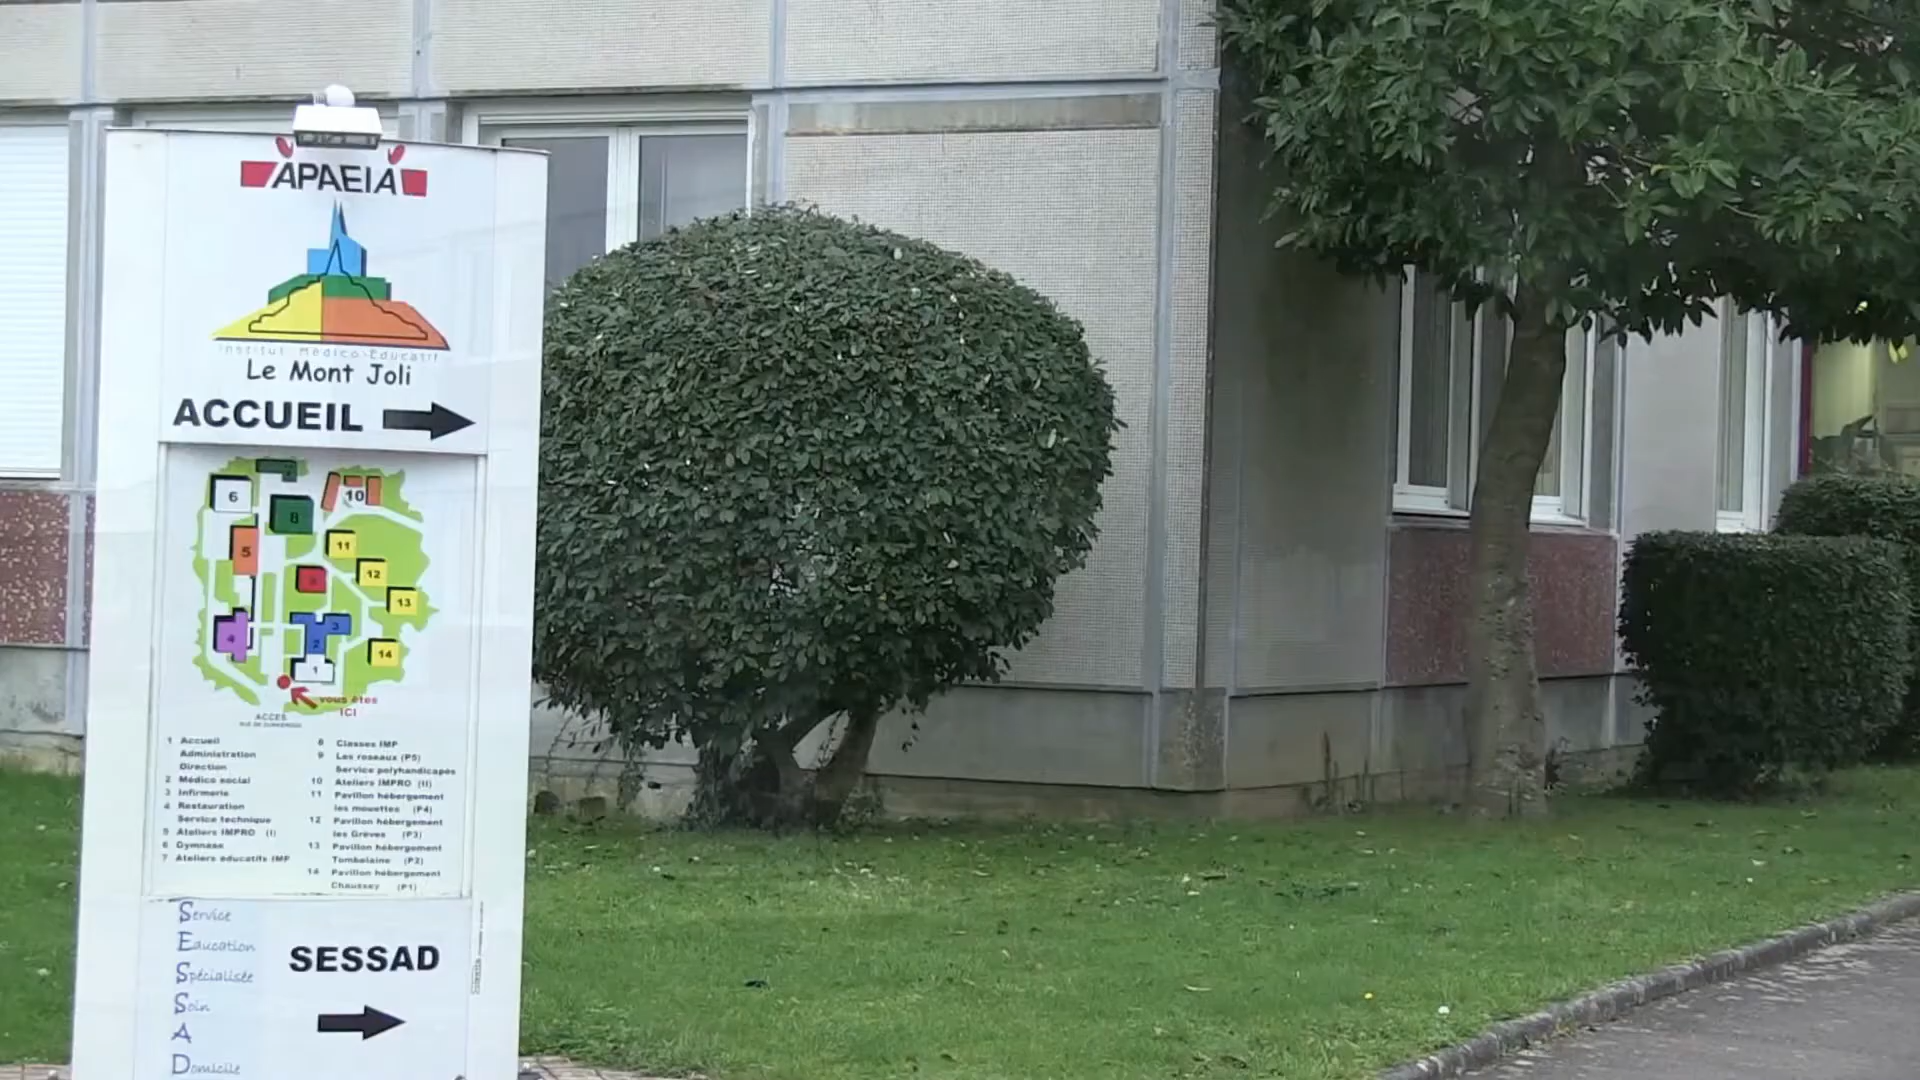 APAEIA
Institut Médico-Educatif
Le Mont Joli
ACCUEIL
6
8
10
5
11
12
13
4
3
2
14
1
vous êtes
ICI
ACCES
RUE DE DUNKERQUE
1 Accueil
Administration
Direction
2 Médico social
3 Infirmerie
4 Restauration
Service technique
5 Ateliers IMPRO (I)
6 Gymnase
7 Ateliers éducatifs IMP
8 Classes IMP
9 Les roseaux (P5)
Service polyhandicapés
10 Ateliers IMPRO (II)
11 Pavillon hébergement
les mouettes (P4)
12 Pavillon hébergement
les Grèves (P3)
13 Pavillon hébergement
Tombelaine (P2)
14 Pavillon hébergement
Chausey (P1)
Service
Education
Spécialisée
Soin
A
Domicile
SESSAD